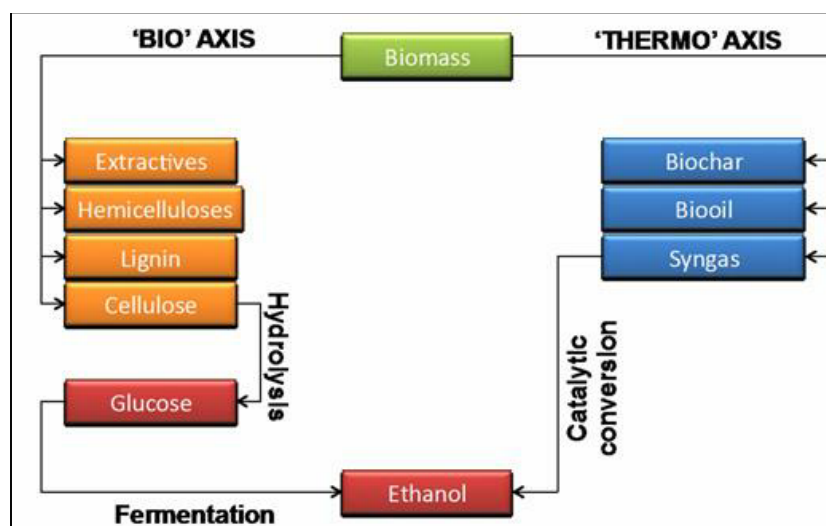 ‘BIO’ AXIS
Biomass
‘THERMO’ AXIS
Extractives
Hemicelluloses
Lignin
Cellulose
Biochar
Biooil
Syngas
Hydrolysis
Catalytic
conversion
Glucose
Ethanol
Fermentation